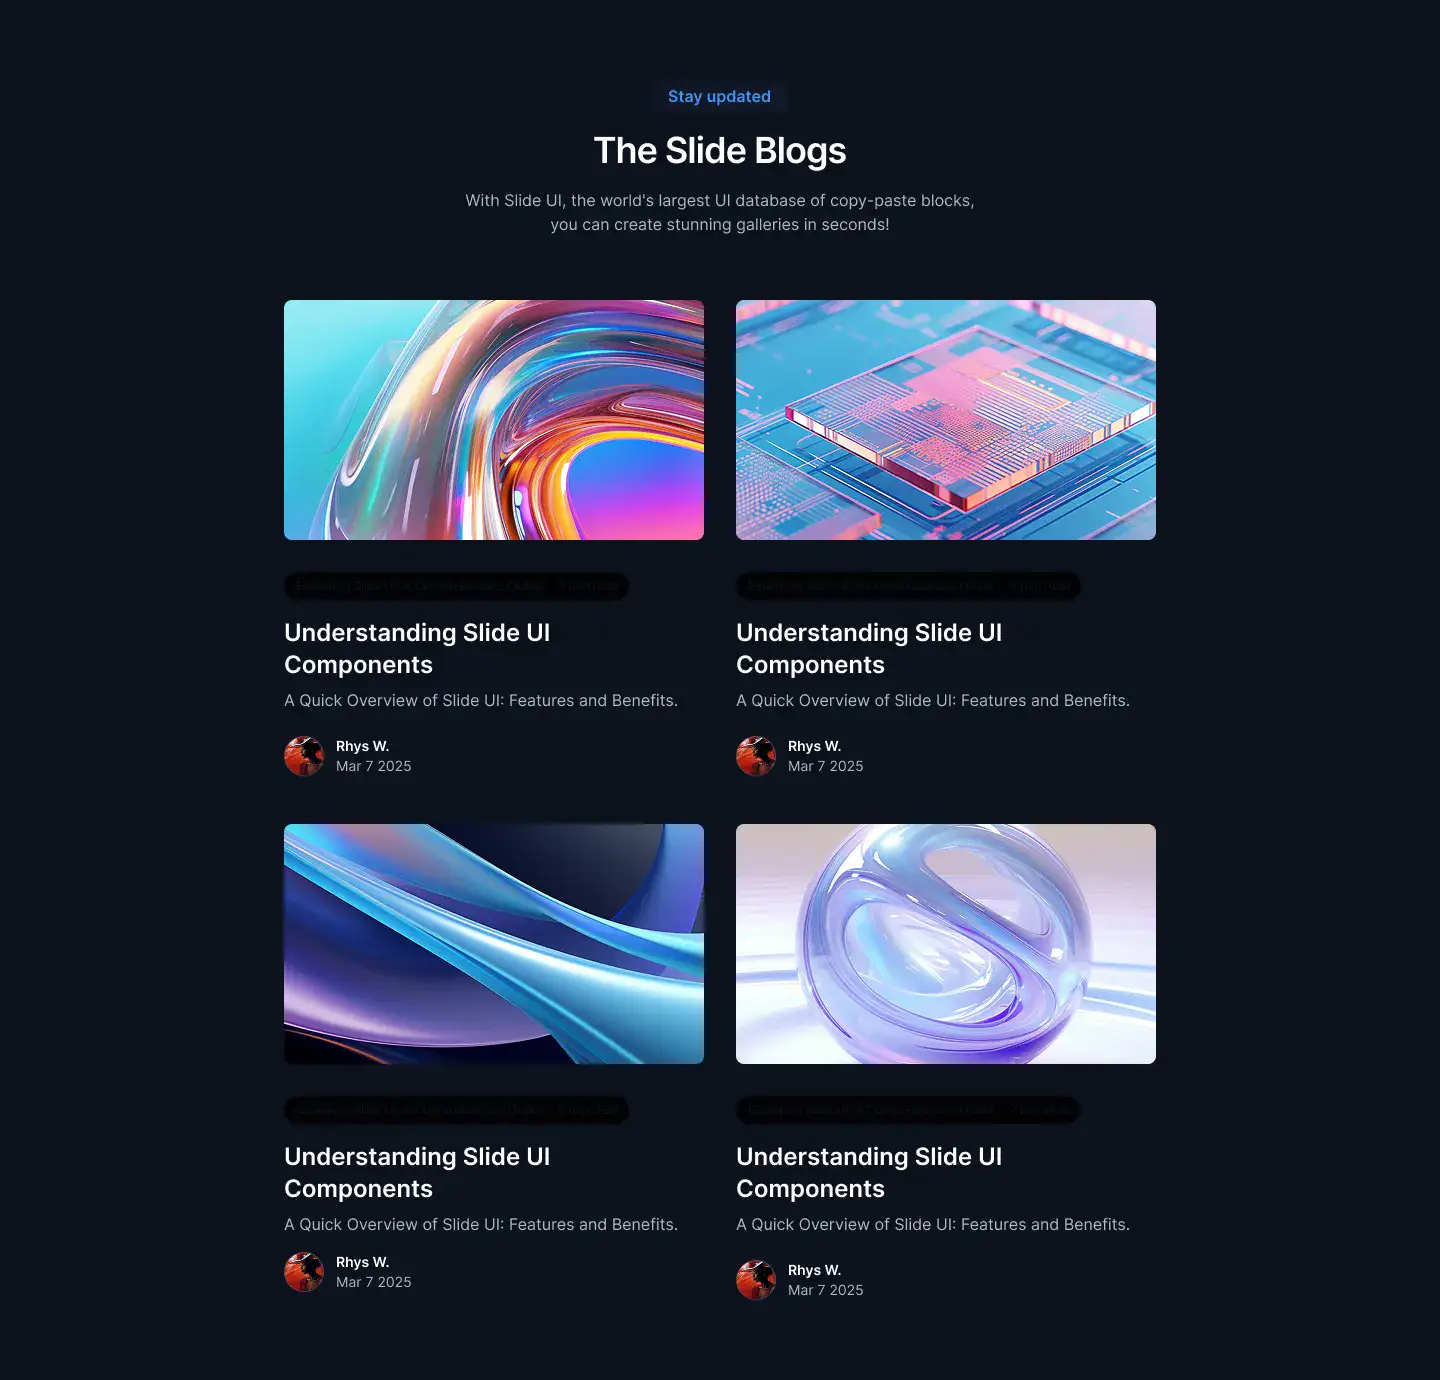 Stay updated
The Slide Blogs
With Slide UI, the world's largest UI database of copy-paste blocks,
you can create stunning galleries in seconds!
Understanding Slide UI
Components
A Quick Overview of Slide UI: Features and Benefits.
Rhys W.
Mar 7 2025
Understanding Slide UI
Components
A Quick Overview of Slide UI: Features and Benefits.
Rhys W.
Mar 7 2025
Understanding Slide UI
Components
A Quick Overview of Slide UI: Features and Benefits.
Rhys W.
Mar 7 2025
Understanding Slide UI
Components
A Quick Overview of Slide UI: Features and Benefits.
Rhys W.
Mar 7 2025